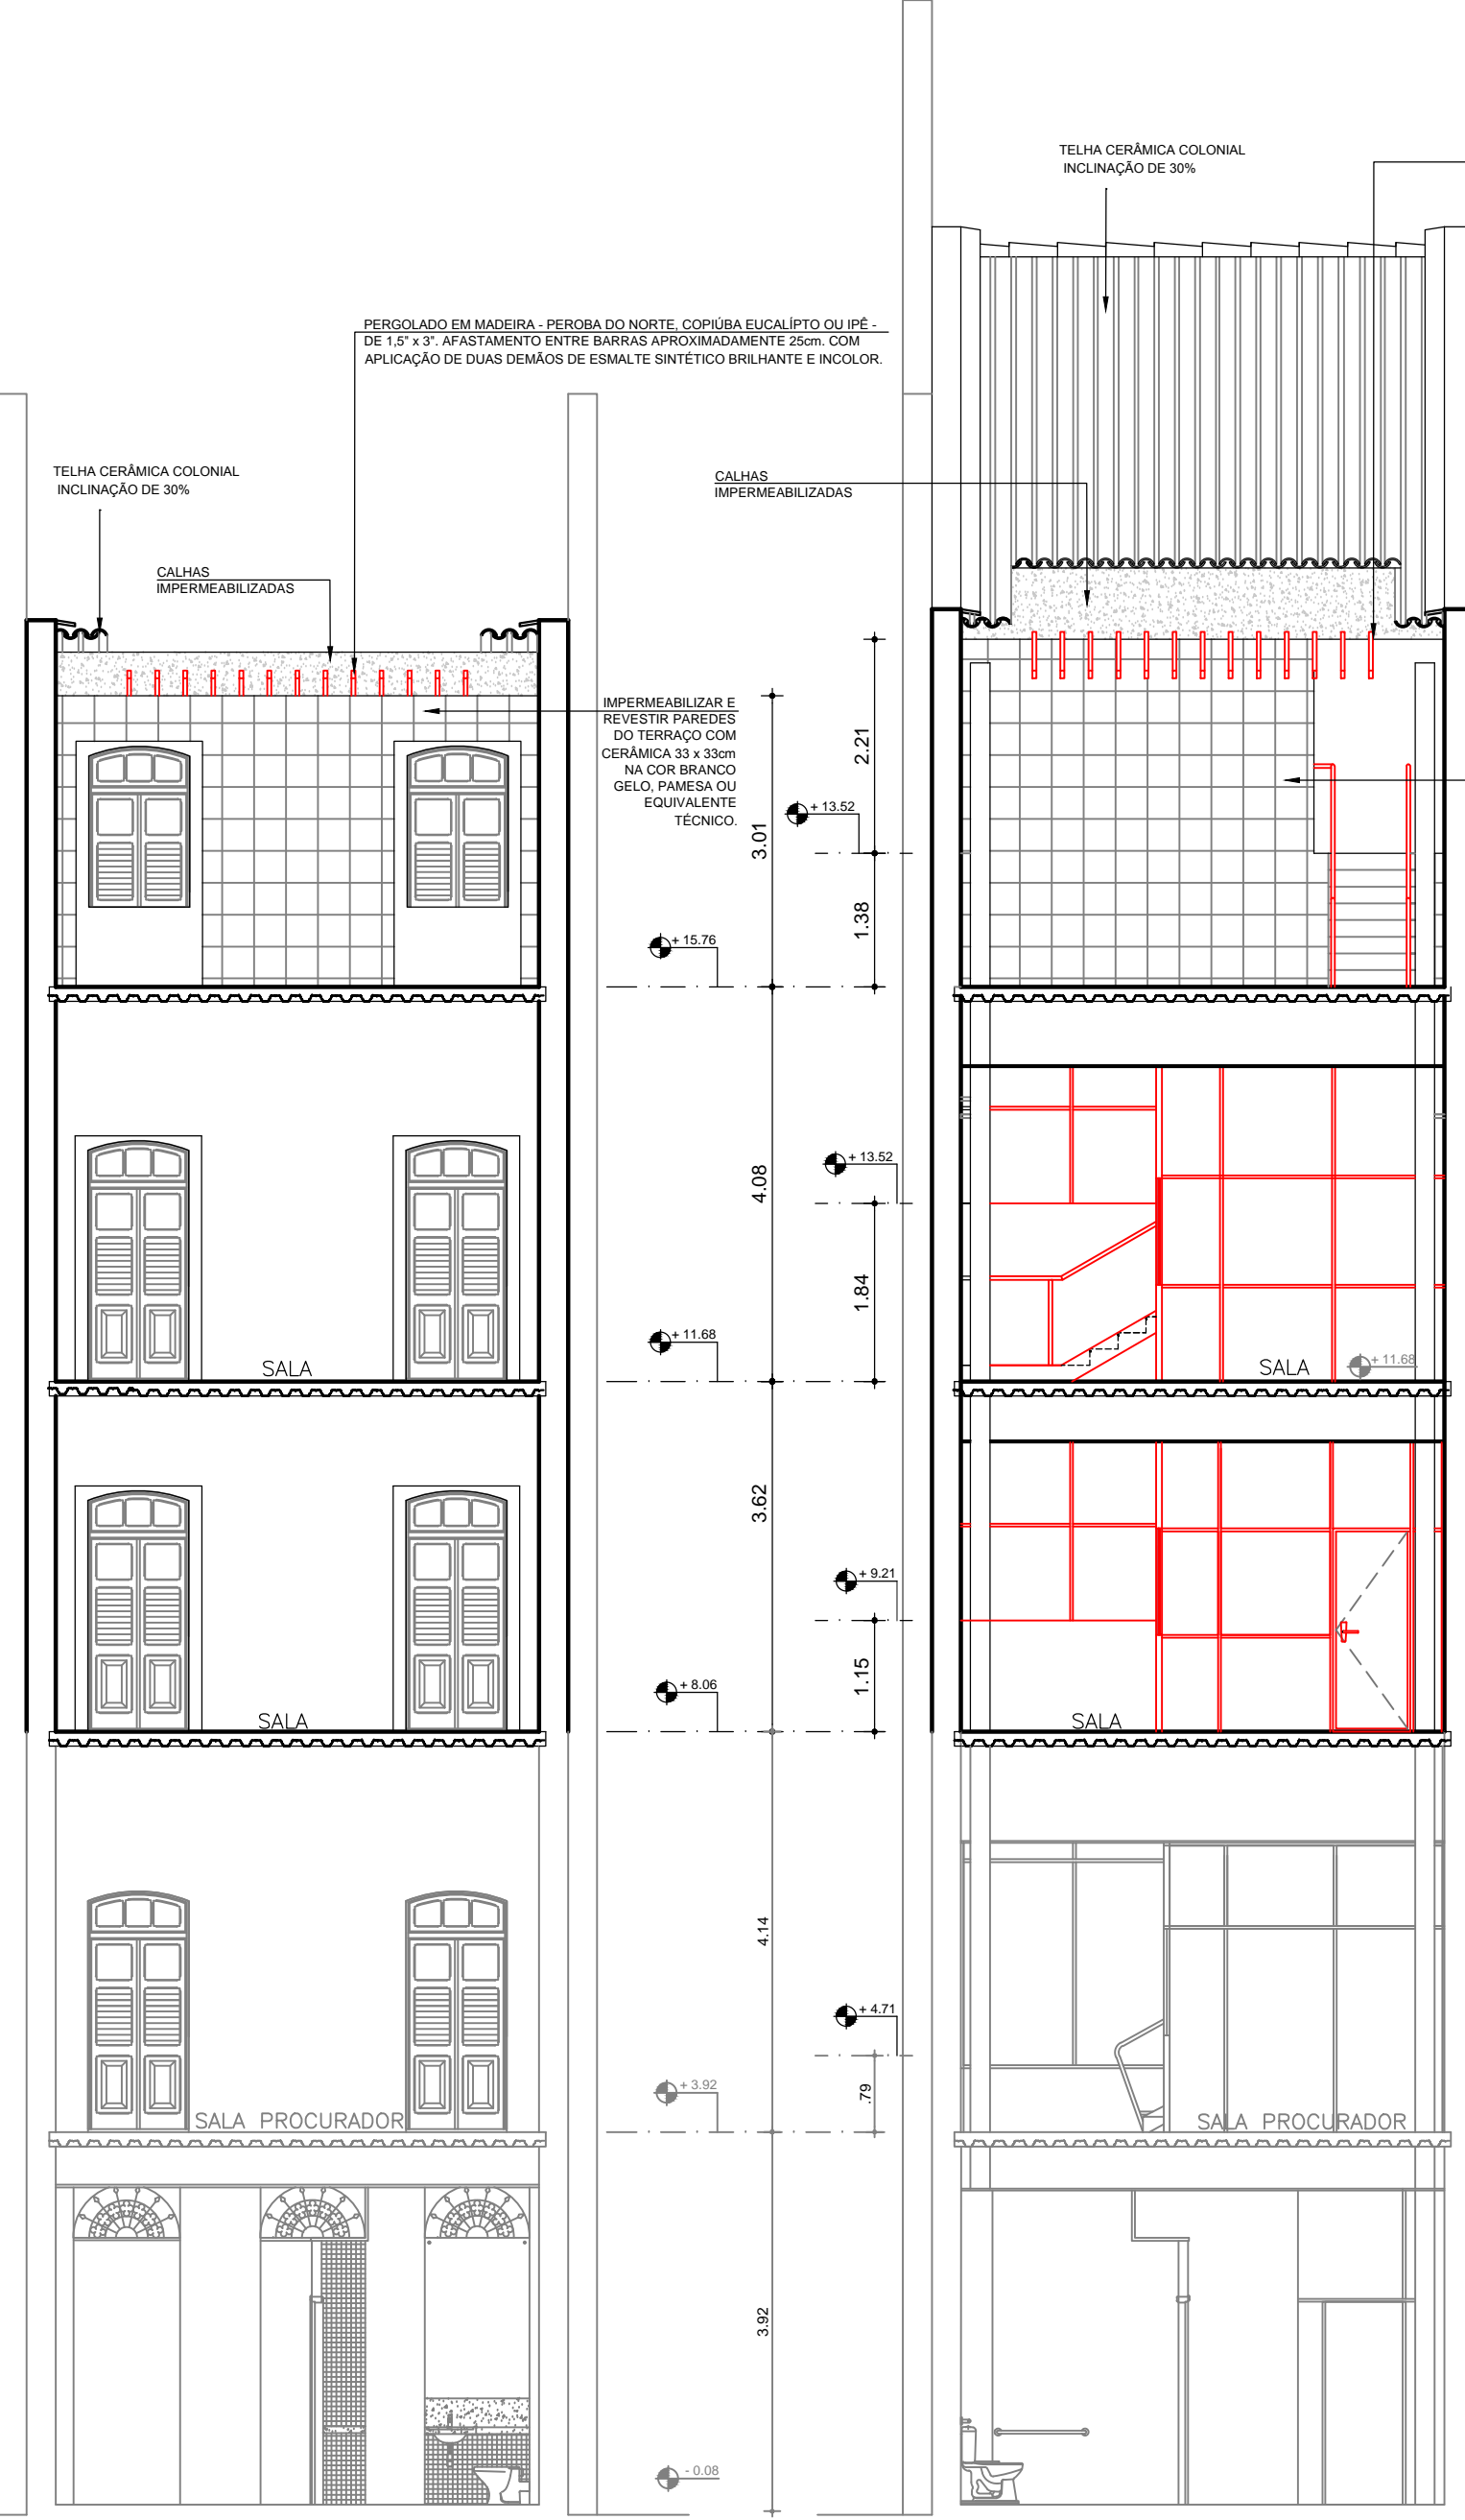 TELHA CERÂMICA COLONIAL
INCLINAÇÃO DE 30%
PERGOLADO EM MADEIRA - PEROBA DO NORTE, COPIÚBA EUCALÍPTO OU IPÊ -
DE 1,5" x 3". AFASTAMENTO ENTRE BARRAS APROXIMADAMENTE 25cm. COM
APLICAÇÃO DE DUAS DEMÃOS DE ESMALTE SINTÉTICO BRILHANTE E INCOLOR.
TELHA CERÂMICA COLONIAL
INCLINAÇÃO DE 30%
CALHAS
IMPERMEABILIZADAS
CALHAS
IMPERMEABILIZADAS
IMPERMEABILIZAR E
REVESTIR PAREDES
DO TERRAÇO COM
CERÂMICA 33 x 33cm
NA COR BRANCO
GELO, PAMESA OU
EQUIVALENTE
TÉCNICO.
2.21
+ 13.52
3.01
1.38
+ 15.76
+ 13.52
4.08
1.84
+ 11.68
SALA
SALA
+ 11.68
3.62
+ 9.21
1.15
+ 8.06
SALA
SALA
4.14
+ 4.71
.79
+ 3.92
SALA PROCURADOR
SALA PROCURADOR
3.92
- 0.08